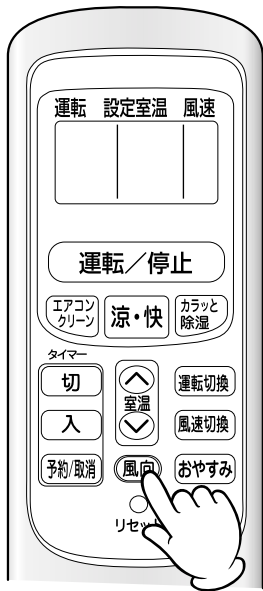 運転 設定室温 風速
運転／停止
エアコン
クリーン
涼・快
カラッと
除湿
タイマー
切
入
予約/取消
室温
風向
運転切換
風速切換
おやすみ
リセット